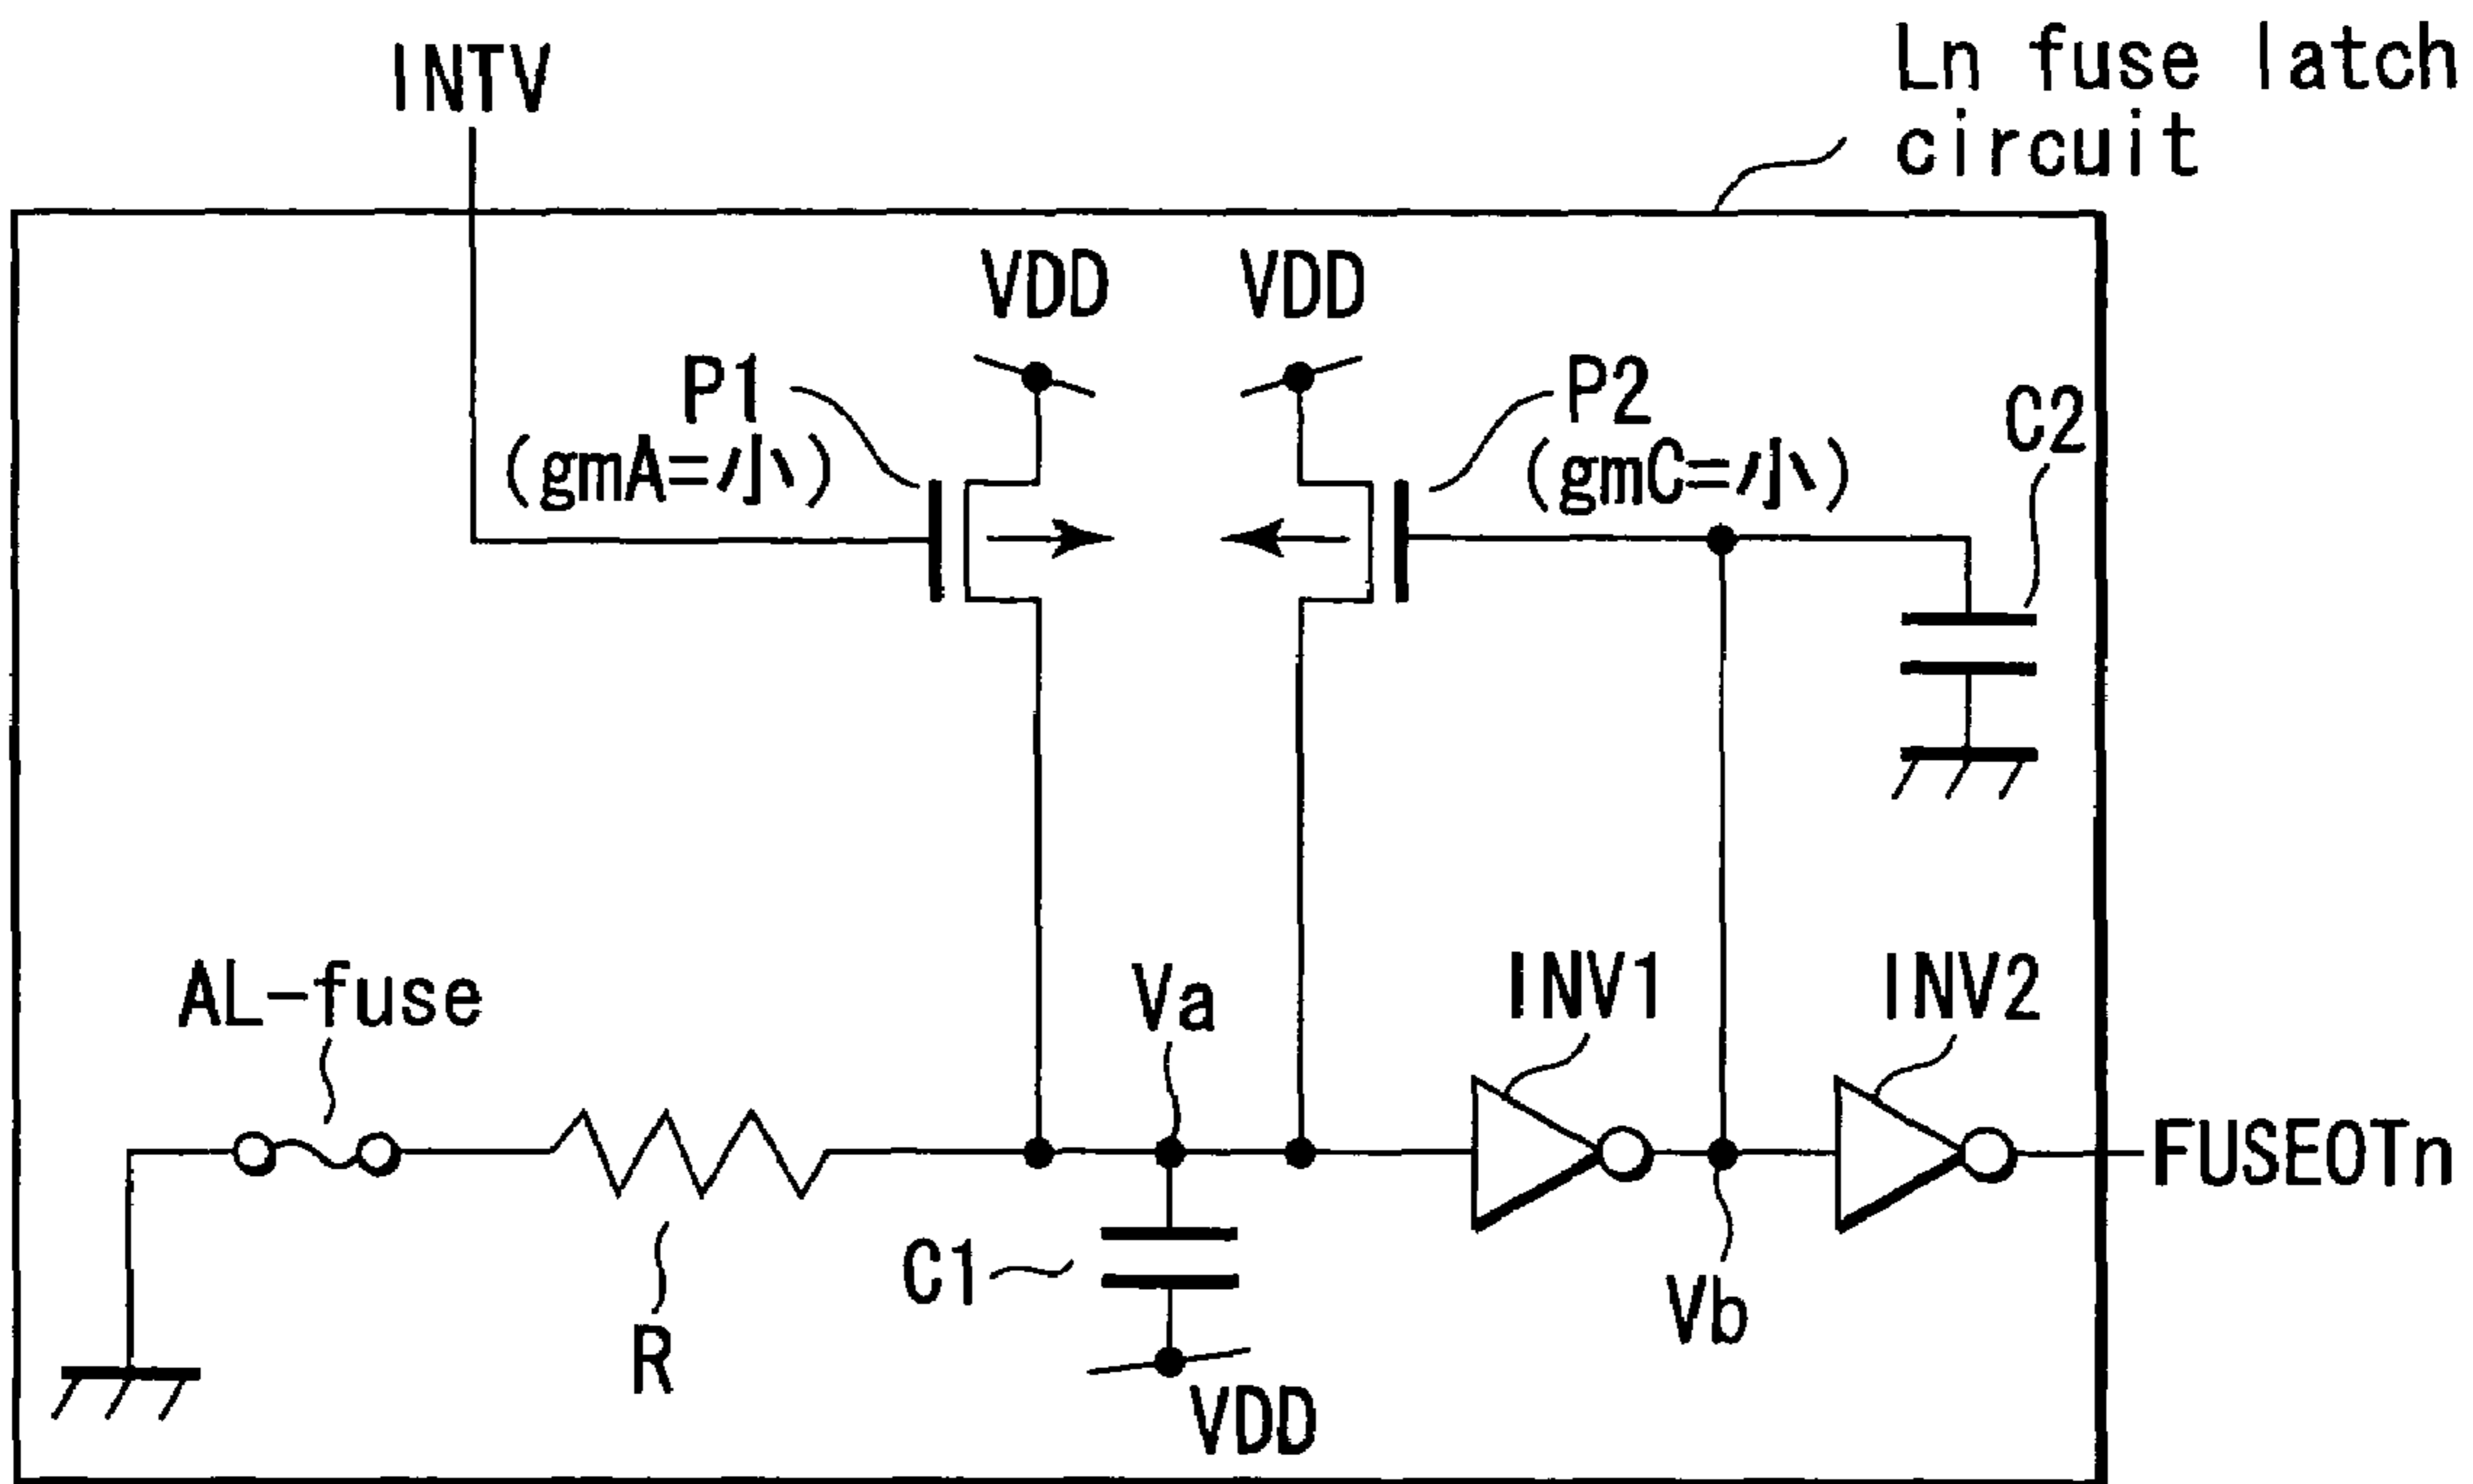 INTV
Ln fuse latch
circuit
VDD
VDD
P1
(gmA=小)
P2
(gmC=小)
C2
AL-fuse
Va
INV1
INV2
FUSEOTn
C1
R
Vb
VDD